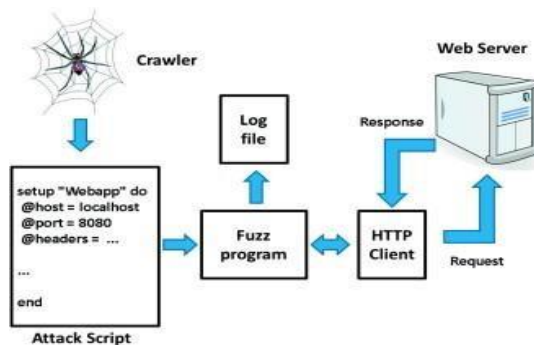 Crawler
Web Server
Log
file
Response
setup "Webapp" do
@host = localhost
@port = 8080
@headers = ...
...
end
Fuzz
program
HTTP
Client
Request
Attack Script